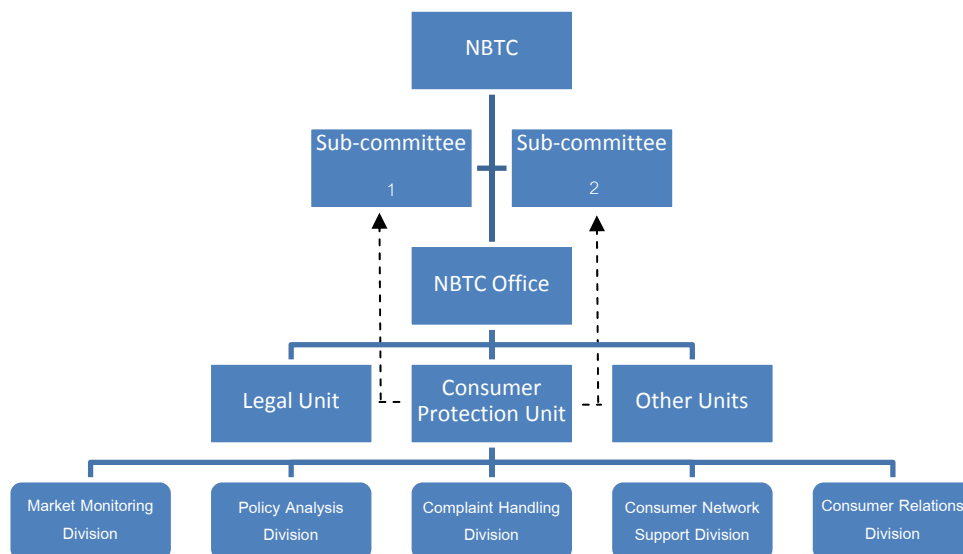 NBTC
Sub-committee
1
Sub-committee
2
NBTC Office
Legal Unit
Consumer
Protection Unit
Other Units
Market Monitoring
Division
Policy Analysis
Division
Complaint Handling
Division
Consumer Network
Support Division
Consumer Relations
Division